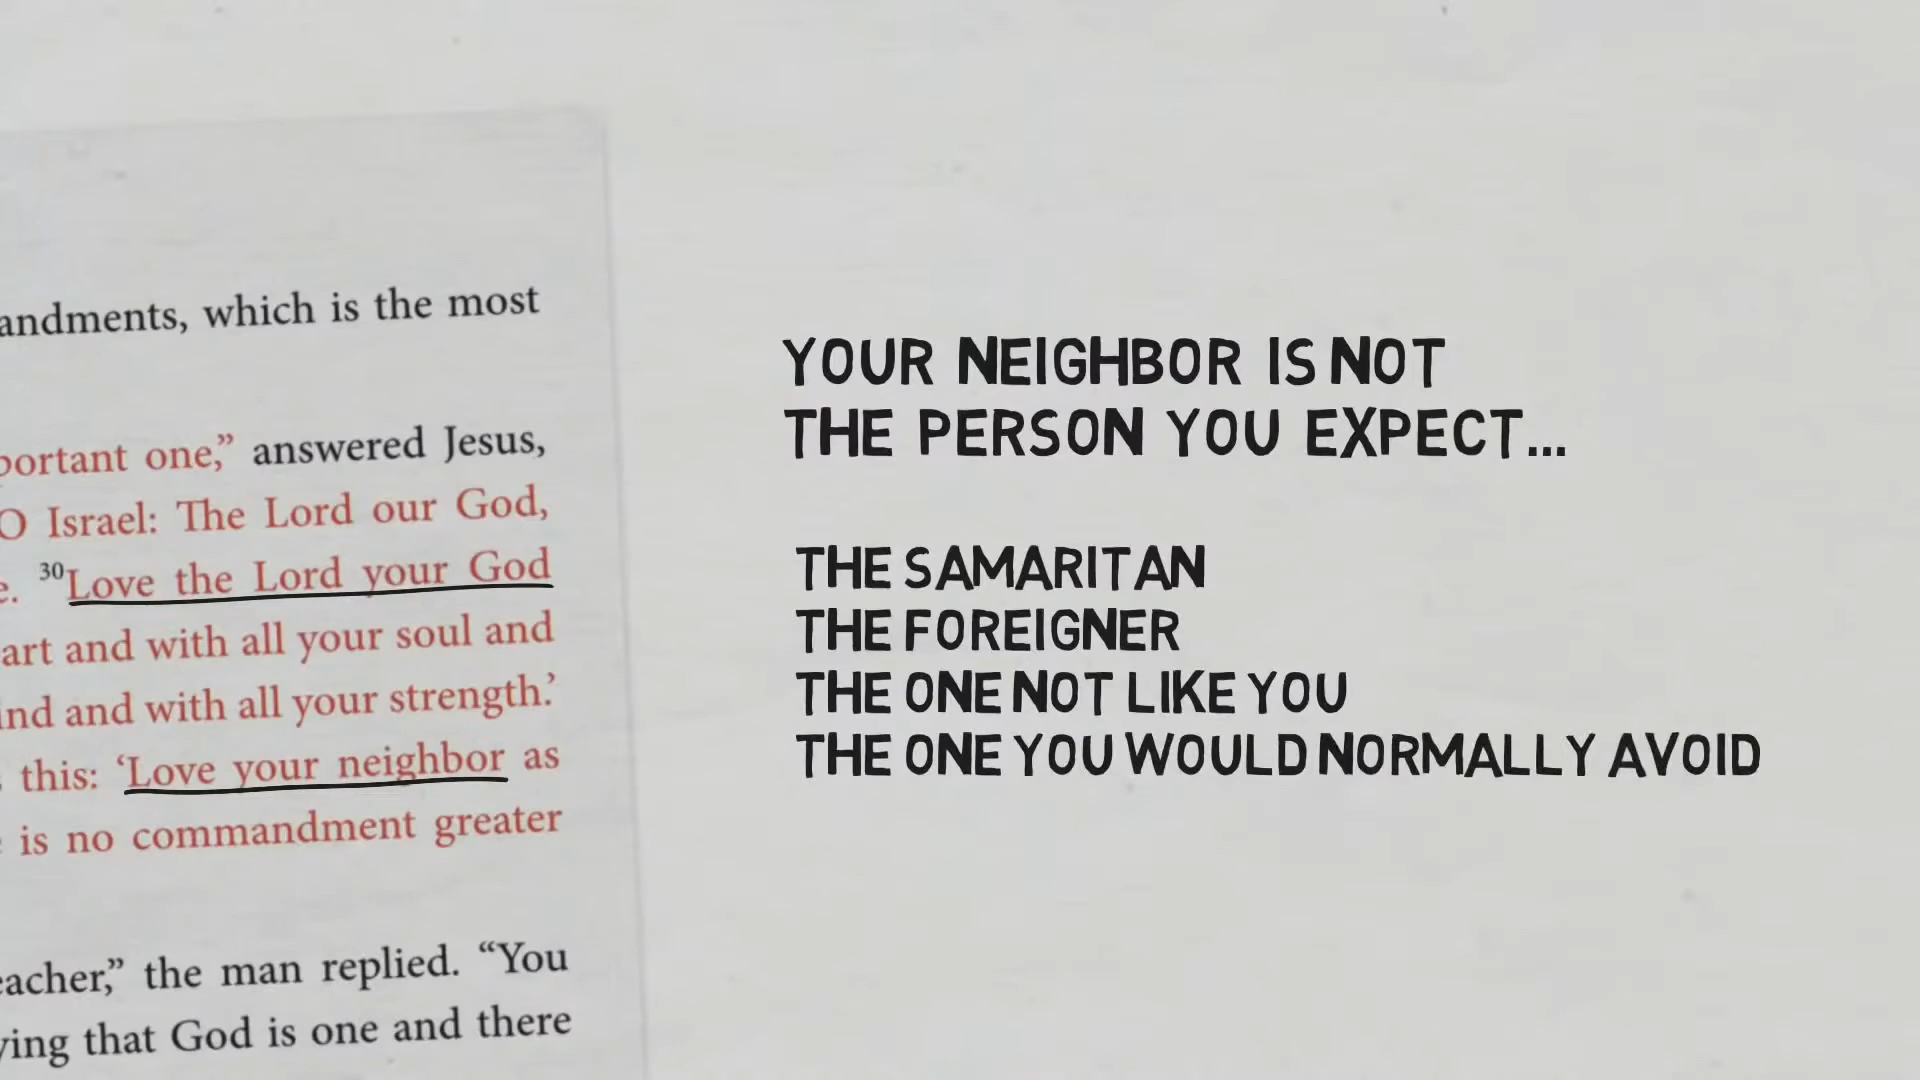 andments, which is the most
portant one,” answered Jesus,
O Israel: The Lord our God,
e. 30Love the Lord your God
art and with all your soul and
ind and with all your strength.’
this: ‘Love your neighbor as
is no commandment greater
eacher,” the man replied. “You
ying that God is one and there
YOUR NEIGHBOR IS NOT
THE PERSON YOU EXPECT...
THE SAMARITAN
THE FOREIGNER
THE ONE NOT LIKE YOU
THE ONE YOU WOULD NORMALLY AVOID